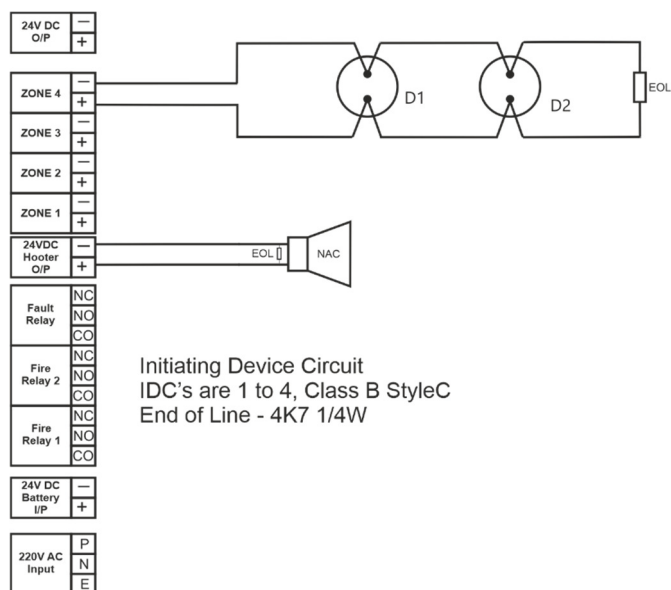 24V DC
O/P
−
+
ZONE 4
−
+
ZONE 3
−
+
ZONE 2
−
+
ZONE 1
−
+
24VDC
Hooter
O/P
−
+
Fault
Relay
NC
NO
CO
Fire
Relay 2
NC
NO
CO
Fire
Relay 1
NC
NO
CO
24V DC
Battery
I/P
−
+
220V AC
Input
P
N
E
D1
D2
EOL
EOL
NAC
Initiating Device Circuit
IDC's are 1 to 4, Class B StyleC
End of Line - 4K7 1/4W